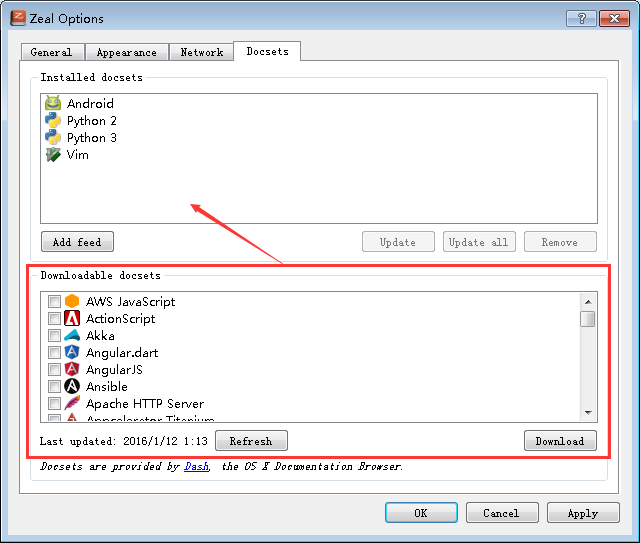 Zeal Options
General Appearance Network Docsets
Installed docsets
Android
Python 2
Python 3
Vim
Add feed Update Update all Remove
Downloadable docsets
AWS JavaScript
ActionScript
Akka
Angular.dart
AngularJS
Ansible
Apache HTTP Server
Appcelerator Titanium
Last updated: 2016/1/12 1:13 Refresh Download
Docsets are provided by Dash, the OS X Documentation Browser.
OK Cancel Apply